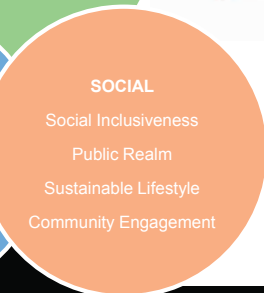 SOCIAL
Social Inclusiveness
Public Realm
Sustainable Lifestyle
Community Engagement